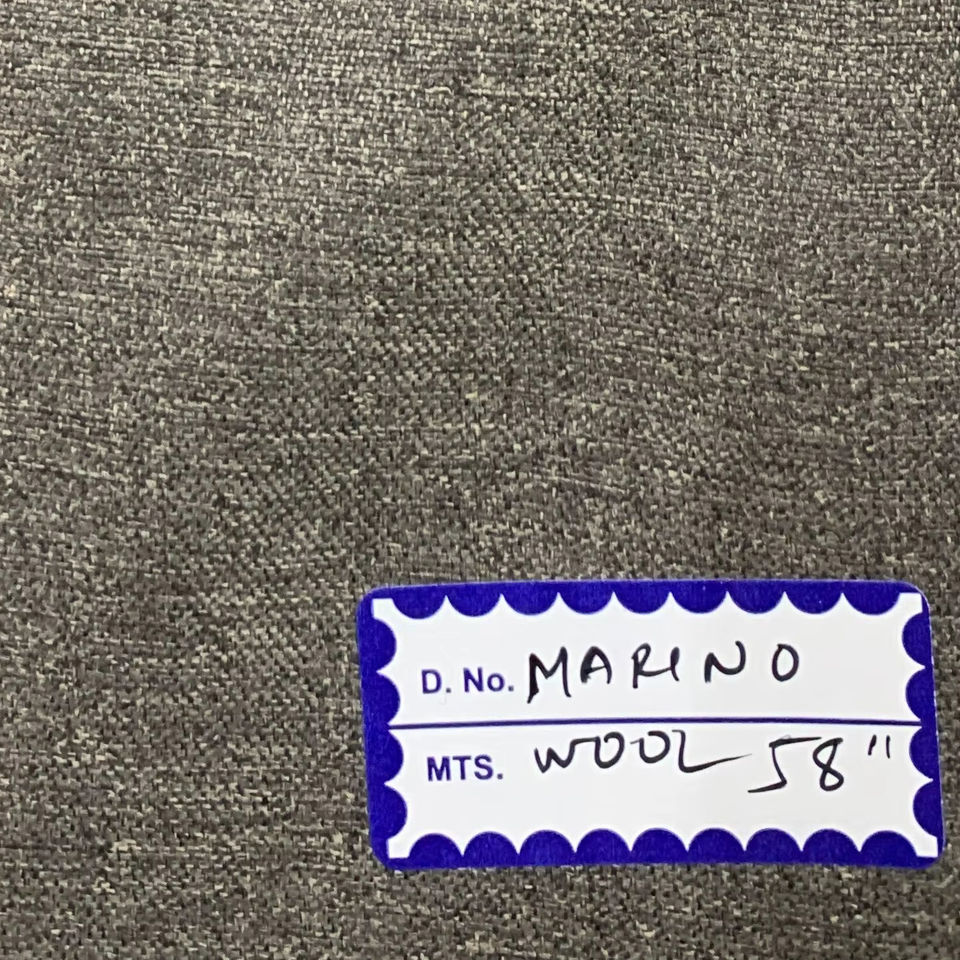 D. No. MARINO
MTS. WOOL 58"